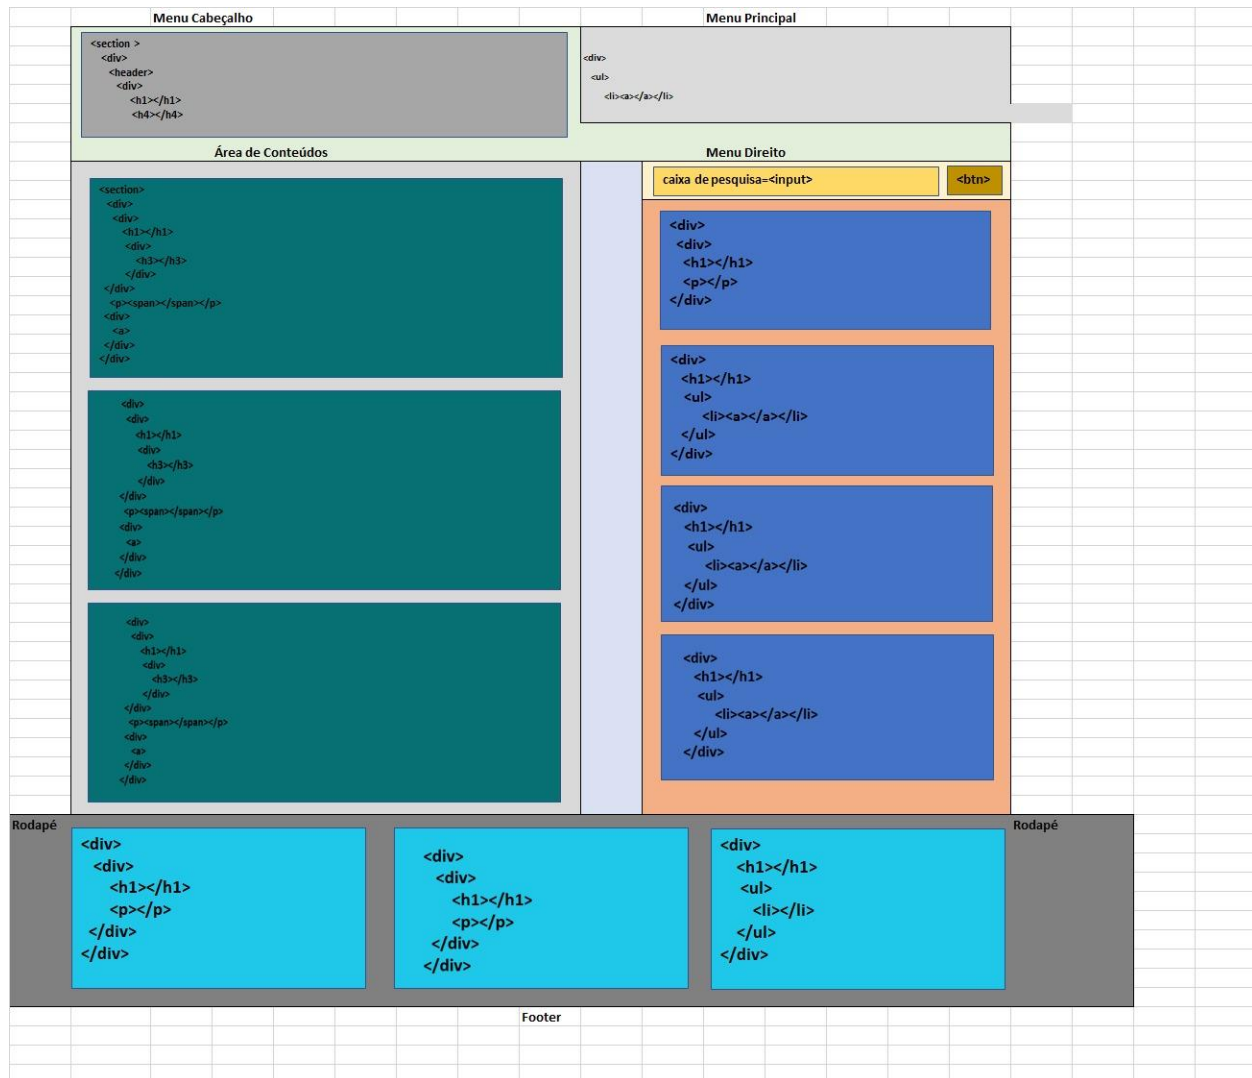 Menu Cabeçalho
Menu Principal
<section >
<div>
<header>
<div>
<h1></h1>
<h4></h4>
<div>
<ul>
<li><a></a></li>
Área de Conteúdos
Menu Direito
<section>
<div>
<div>
<h1></h1>
<div>
<h3></h3>
</div>
</div>
<p><span></span></p>
<div>
<a>
</div>
</div>
<div>
<div>
<h1></h1>
<div>
<h3></h3>
</div>
</div>
<p><span></span></p>
<div>
<a>
</div>
</div>
<div>
<div>
<h1></h1>
<div>
<h3></h3>
</div>
</div>
<p><span></span></p>
<div>
<a>
</div>
</div>
caixa de pesquisa=<input>
<btn>
<div>
<div>
<h1></h1>
<p></p>
</div>
<div>
<h1></h1>
<ul>
<li><a></a></li>
</ul>
</div>
<div>
<h1></h1>
<ul>
<li><a></a></li>
</ul>
</div>
<div>
<h1></h1>
<ul>
<li><a></a></li>
</ul>
</div>
Rodapé
<div>
<div>
<h1></h1>
<p></p>
</div>
</div>
<div>
<div>
<h1></h1>
<p></p>
</div>
</div>
<div>
<h1></h1>
<ul>
<li></li>
</ul>
</div>
Rodapé
Footer